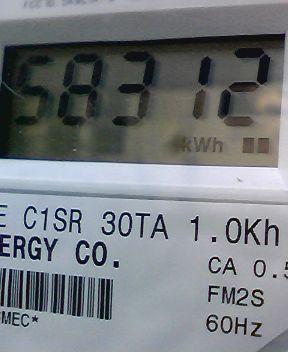 58312
kWh
E C1SR 30TA 1.0Kh
ERGY CO.
CA 0.5
FM2S
MEC*
60Hz